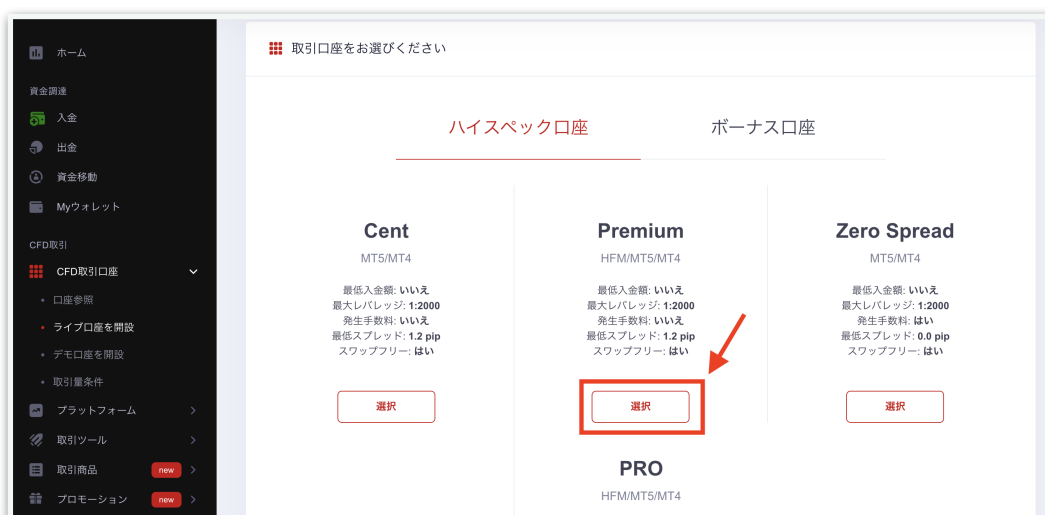 ホーム
資金調達
入金
出金
資金移動
Myウォレット
CFD取引
CFD取引口座
口座参照
ライブ口座を開設
デモ口座を開設
取引量条件
プラットフォーム
取引ツール
取引商品 new
プロモーション new
取引口座をお選びください
ハイスペック口座
ボーナス口座
Cent
MT5/MT4
最低入金額: いいえ
最大レバレッジ: 1:2000
発生手数料: いいえ
最低スプレッド: 1.2 pip
スワップフリー: はい
選択
Premium
HFM/MT5/MT4
最低入金額: いいえ
最大レバレッジ: 1:2000
発生手数料: いいえ
最低スプレッド: 1.2 pip
スワップフリー: はい
選択
Zero Spread
MT5/MT4
最低入金額: いいえ
最大レバレッジ: 1:2000
発生手数料: はい
最低スプレッド: 0.0 pip
スワップフリー: はい
選択
PRO
HFM/MT5/MT4